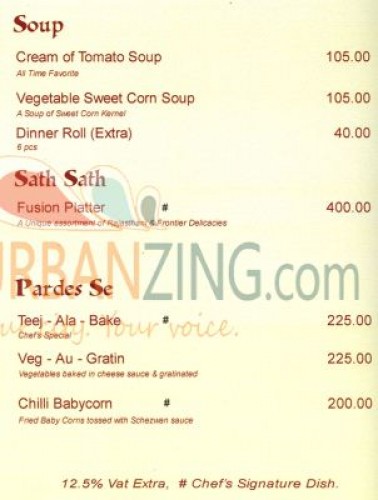 Soup
Cream of Tomato Soup 105.00
All Time Favorite
Vegetable Sweet Corn Soup 105.00
A Soup of Sweet Corn Kernel
Dinner Roll (Extra) 40.00
6 pcs
Sath Sath
Fusion Platter # 400.00
A Unique assortment of Rajasthani & Frontier Delicacies
URBANZING.com
Pardes Se
Teej - Ala - Bake # 225.00
Chef's Special
Your voice.
Veg - Au - Gratin 225.00
Vegetables baked in cheese sauce & gratinated
Chilli Babycorn # 200.00
Fried Baby Corns tossed with Schezwen sauce
12.5% Vat Extra, # Chef's Signature Dish.